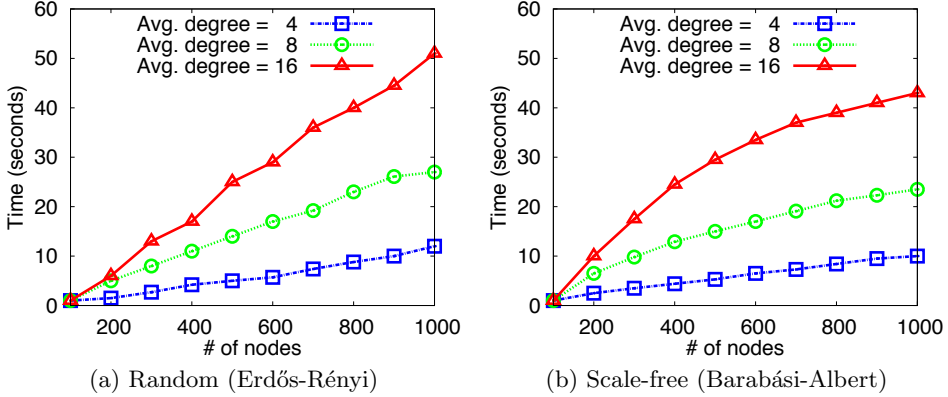 Avg. degree = 4
Avg. degree = 8
Avg. degree = 16
Time (seconds)
60
50
40
30
20
10
0
200 400 600 800 1000
# of nodes
(a) Random (Erdős-Rényi)
Avg. degree = 4
Avg. degree = 8
Avg. degree = 16
Time (seconds)
60
50
40
30
20
10
0
200 400 600 800 1000
# of nodes
(b) Scale-free (Barabási-Albert)